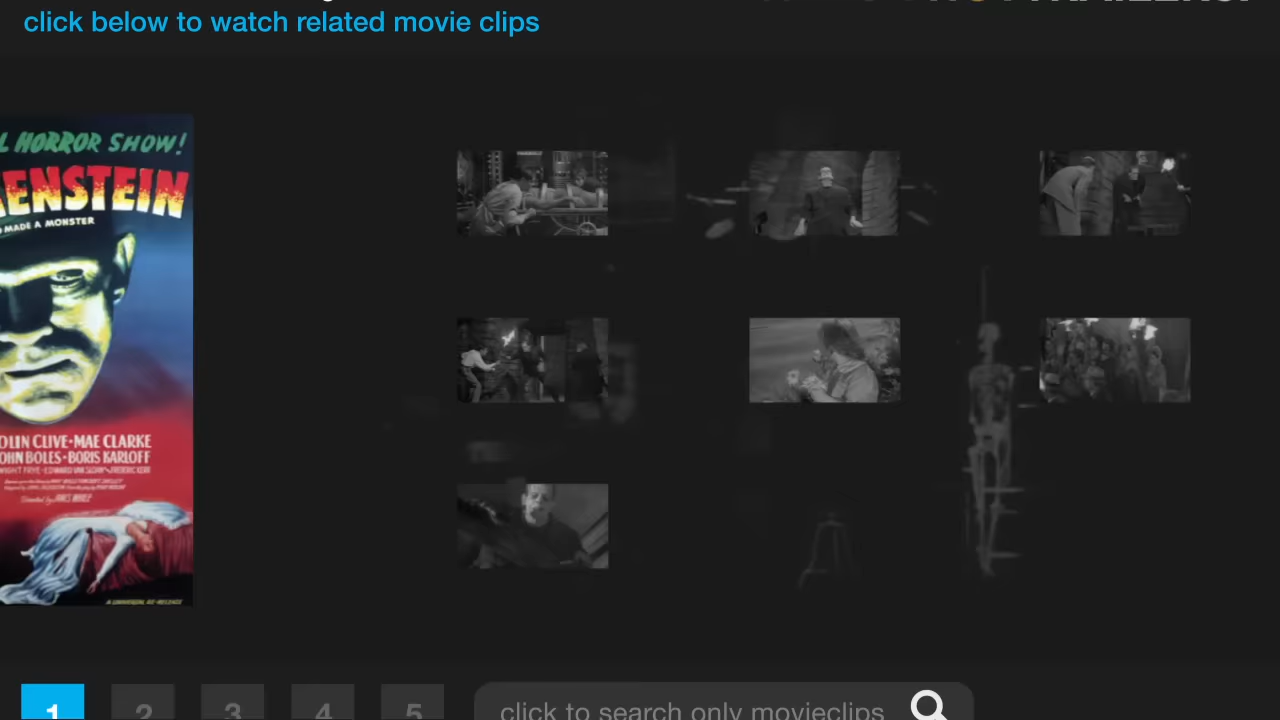 click below to watch related movie clips
L HORROR SHOW!
ENSTEIN
MADE A MONSTER
OLIN CLIVE•MAE CLARKE
OHN BOLES•BORIS KARLOFF
1
2
3
4
5
click to search only movieclips